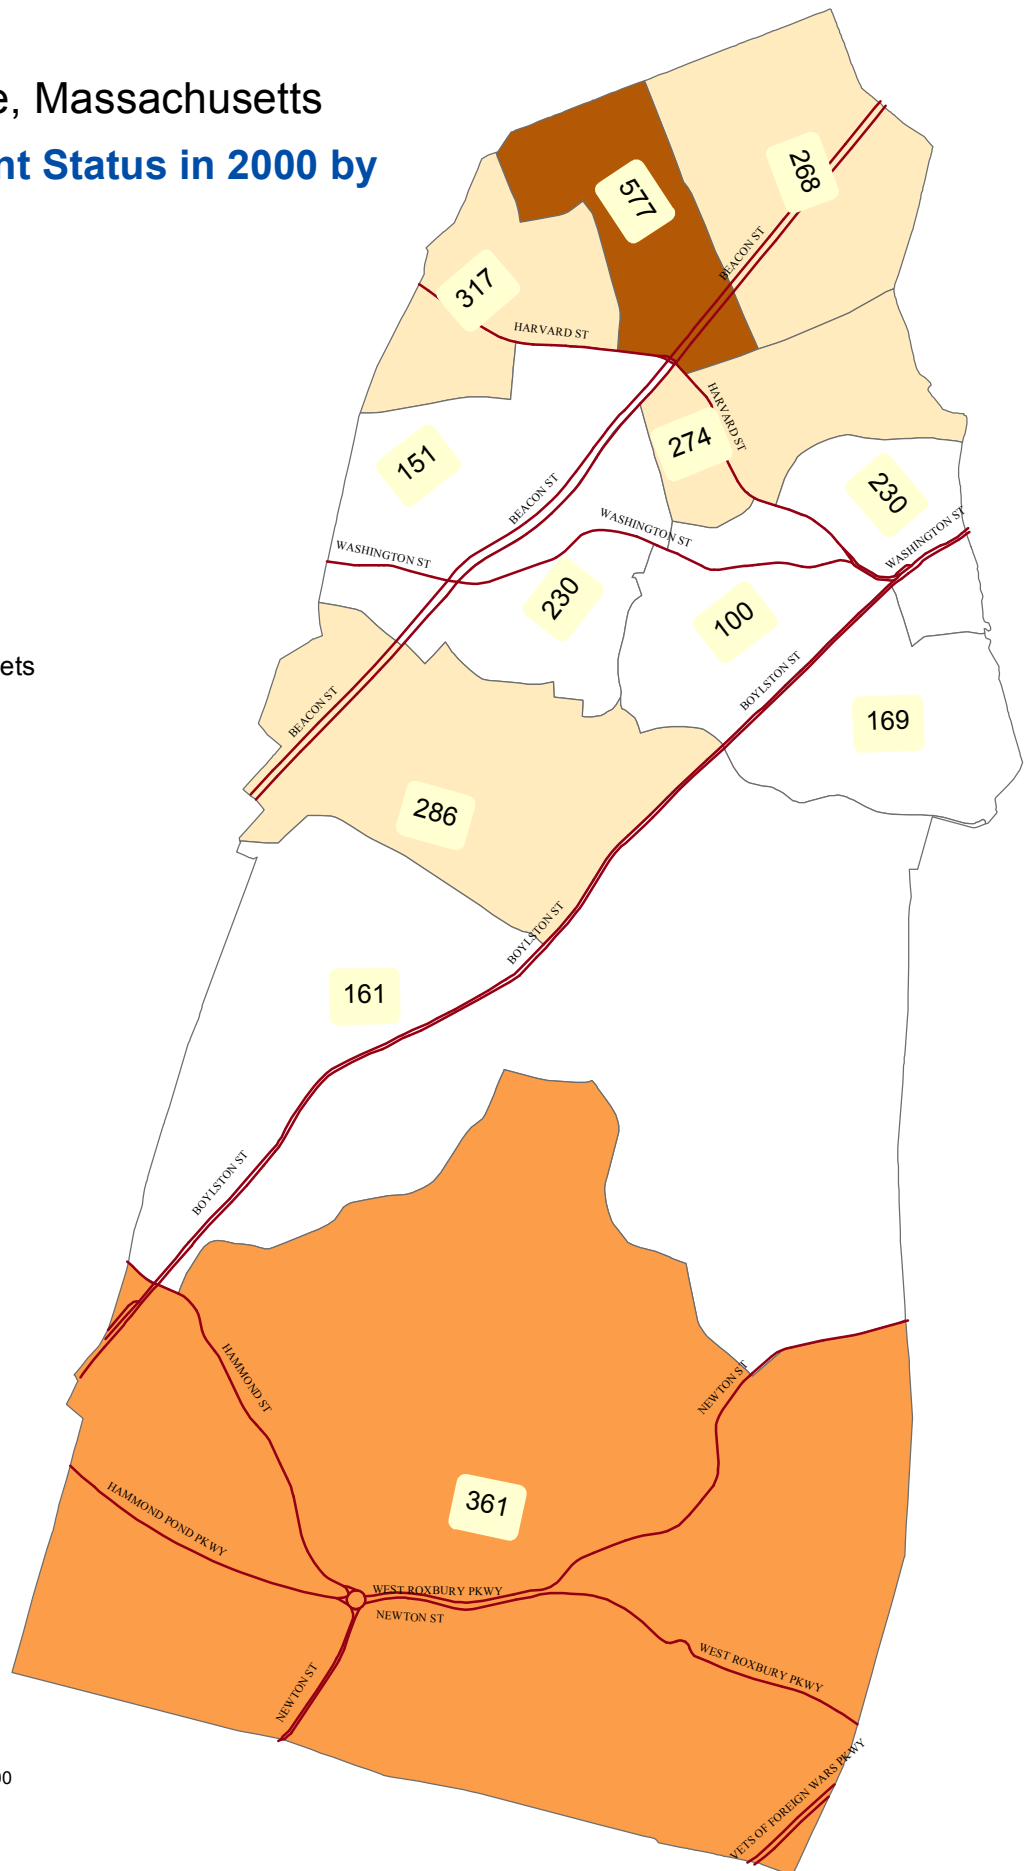 e, Massachusetts
nt Status in 2000 by
268
577
BEACON ST
317
HARVARD ST
HARVARD ST
274
151
230
BEACON ST
WASHINGTON ST
WASHINGTON ST
WASHINGTON ST
230
100
ets
BOYLSTON ST
BEACON ST
169
286
BOYLSTON ST
161
BOYLSTON ST
HAMMOND ST
NEWTON ST
361
HAMMOND POND PKWY
WEST ROXBURY PKWY
NEWTON ST
WEST ROXBURY PKWY
NEWTON ST
VETS OF FOREIGN WARS PKWY
00